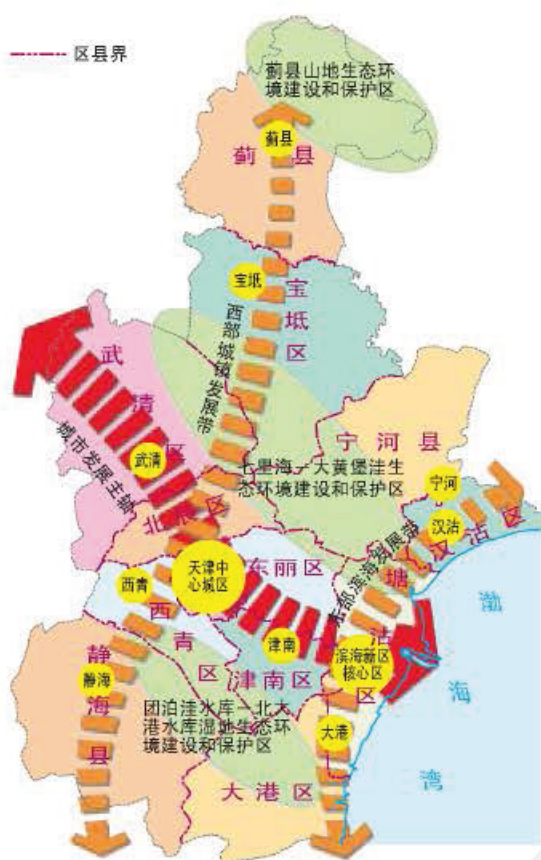 区县界
蓟县山地生态环
境建设和保护区
蓟县
蓟县
宝坻
宝坻区
西部城镇发展带
武清区
武清
城市发展主轴
宁河县
七里海—大黄堡洼生
态环境建设和保护区
宁河
北辰区
汉沽
汉沽区
东部滨海发展带
天津中
心城区
东丽区
西青
西青区
塘沽区
渤海湾
津南
滨海新区
核心区
静海县
静海
津南区
团泊洼水库—北大
港水库湿地生态环
境建设和保护区
大港
大港区